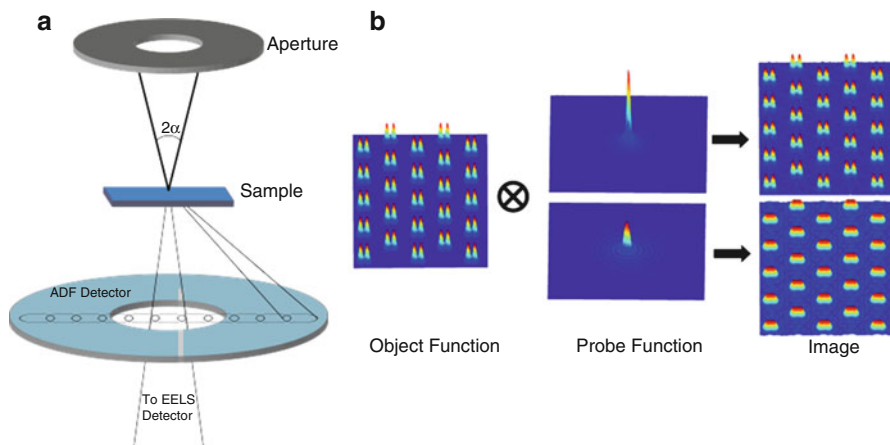 a
Aperture
2α
Sample
ADF Detector
To EELS
Detector
b
Object Function
Probe Function
Image